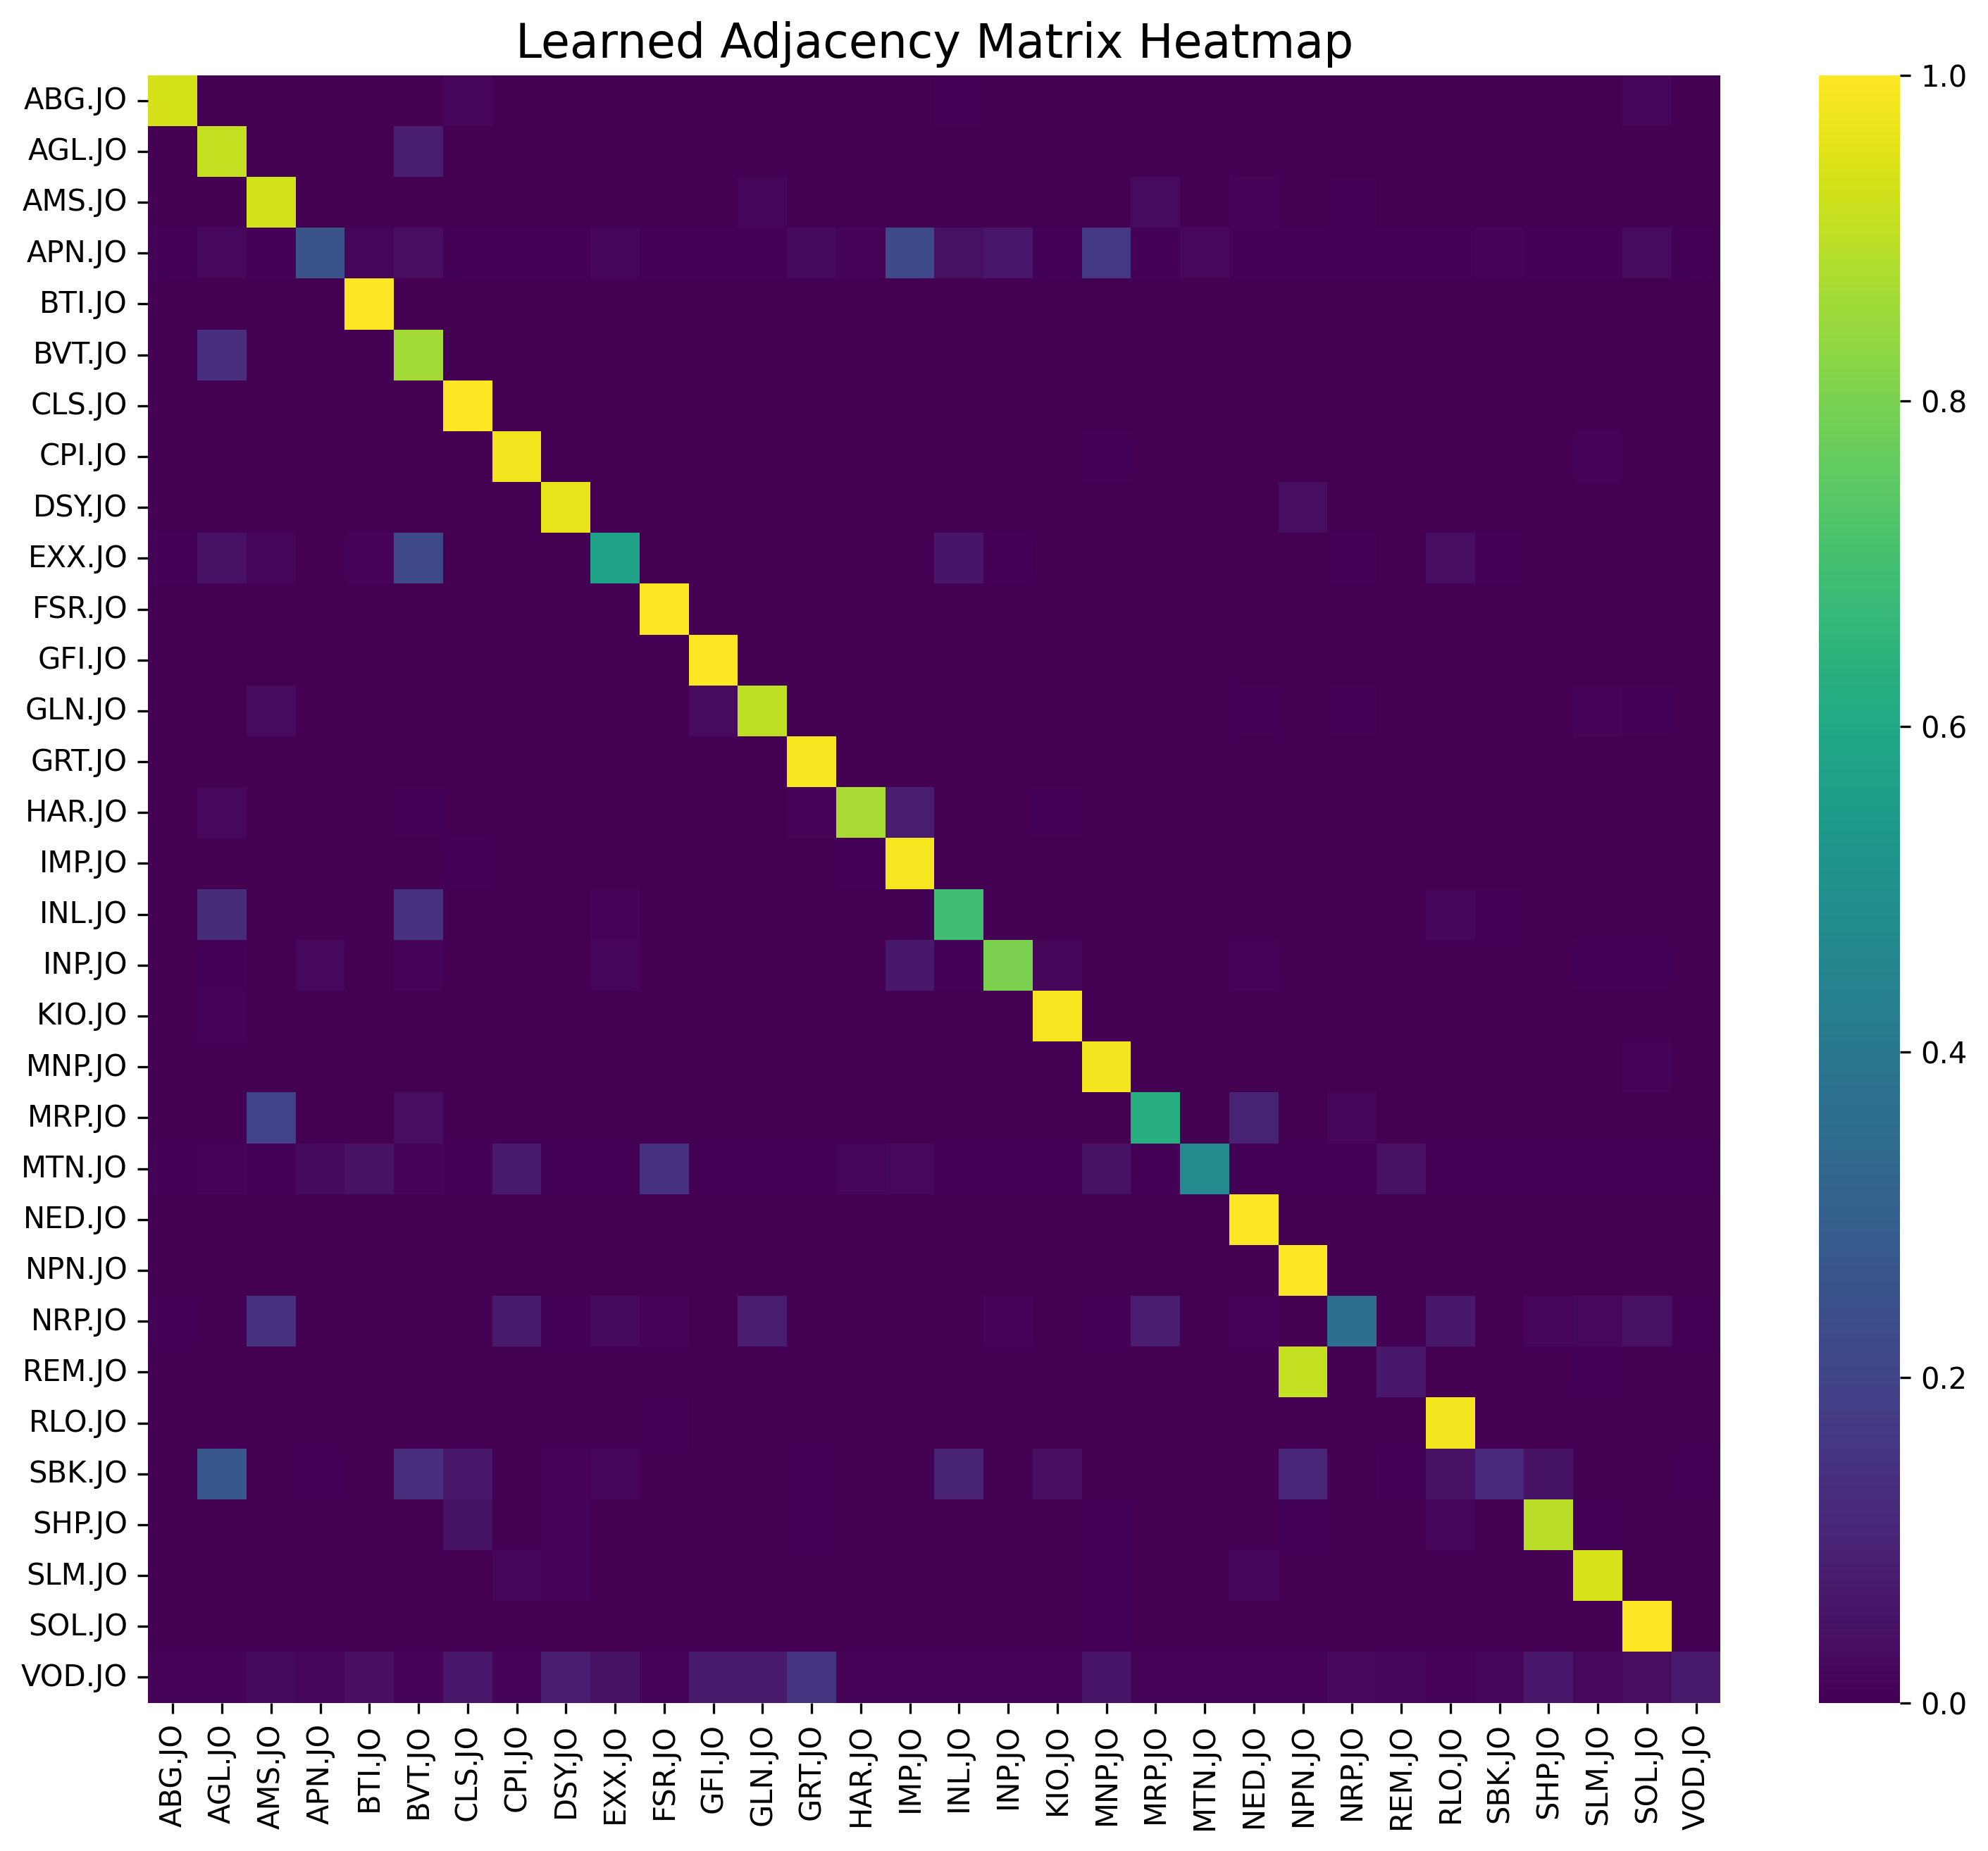 Learned Adjacency Matrix Heatmap
ABG.JO
AGL.JO
AMS.JO
APN.JO
BTI.JO
BVT.JO
CLS.JO
CPI.JO
DSY.JO
EXX.JO
FSR.JO
GFI.JO
GLN.JO
GRT.JO
HAR.JO
IMP.JO
INL.JO
INP.JO
KIO.JO
MNP.JO
MRP.JO
MTN.JO
NED.JO
NPN.JO
NRP.JO
REM.JO
RLO.JO
SBK.JO
SHP.JO
SLM.JO
SOL.JO
VOD.JO
ABG.JO
AGL.JO
AMS.JO
APN.JO
BTI.JO
BVT.JO
CLS.JO
CPI.JO
DSY.JO
EXX.JO
FSR.JO
GFI.JO
GLN.JO
GRT.JO
HAR.JO
IMP.JO
INL.JO
INP.JO
KIO.JO
MNP.JO
MRP.JO
MTN.JO
NED.JO
NPN.JO
NRP.JO
REM.JO
RLO.JO
SBK.JO
SHP.JO
SLM.JO
SOL.JO
VOD.JO
1.0
0.8
0.6
0.4
0.2
0.0